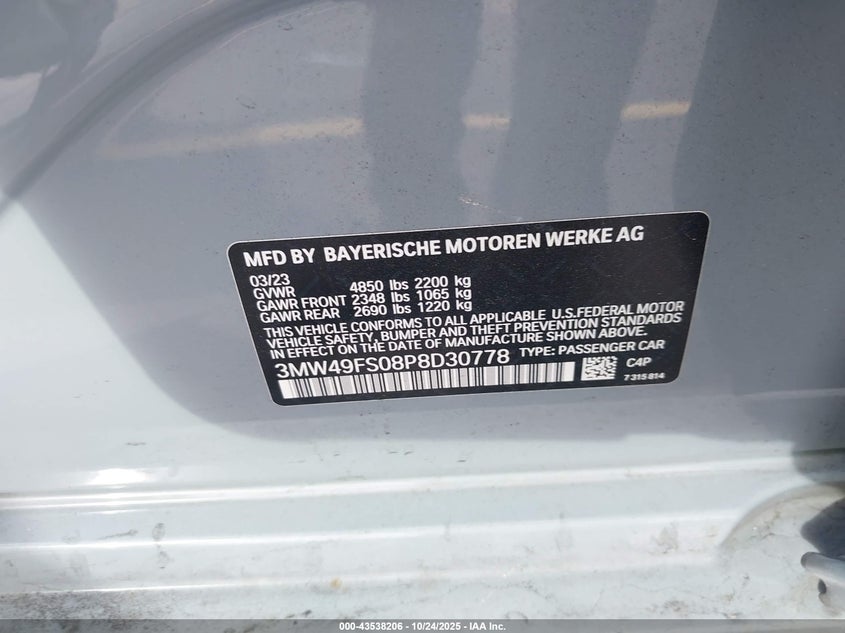 MFD BY BAYERISCHE MOTOREN WERKE AG
03/23
GVWR 4850 lbs 2200 kg
GAWR FRONT 2348 lbs 1065 kg
GAWR REAR 2690 lbs 1220 kg
THIS VEHICLE CONFORMS TO ALL APPLICABLE U.S.FEDERAL MOTOR
VEHICLE SAFETY, BUMPER AND THEFT PREVENTION STANDARDS
IN EFFECT ON THE DATE OF MANUFACTURE SHOWN ABOVE.
3MW49FS08P8D30778 TYPE: PASSENGER CAR
C4P
7315814
000-43538206 - 10/24/2025 - IAA Inc.